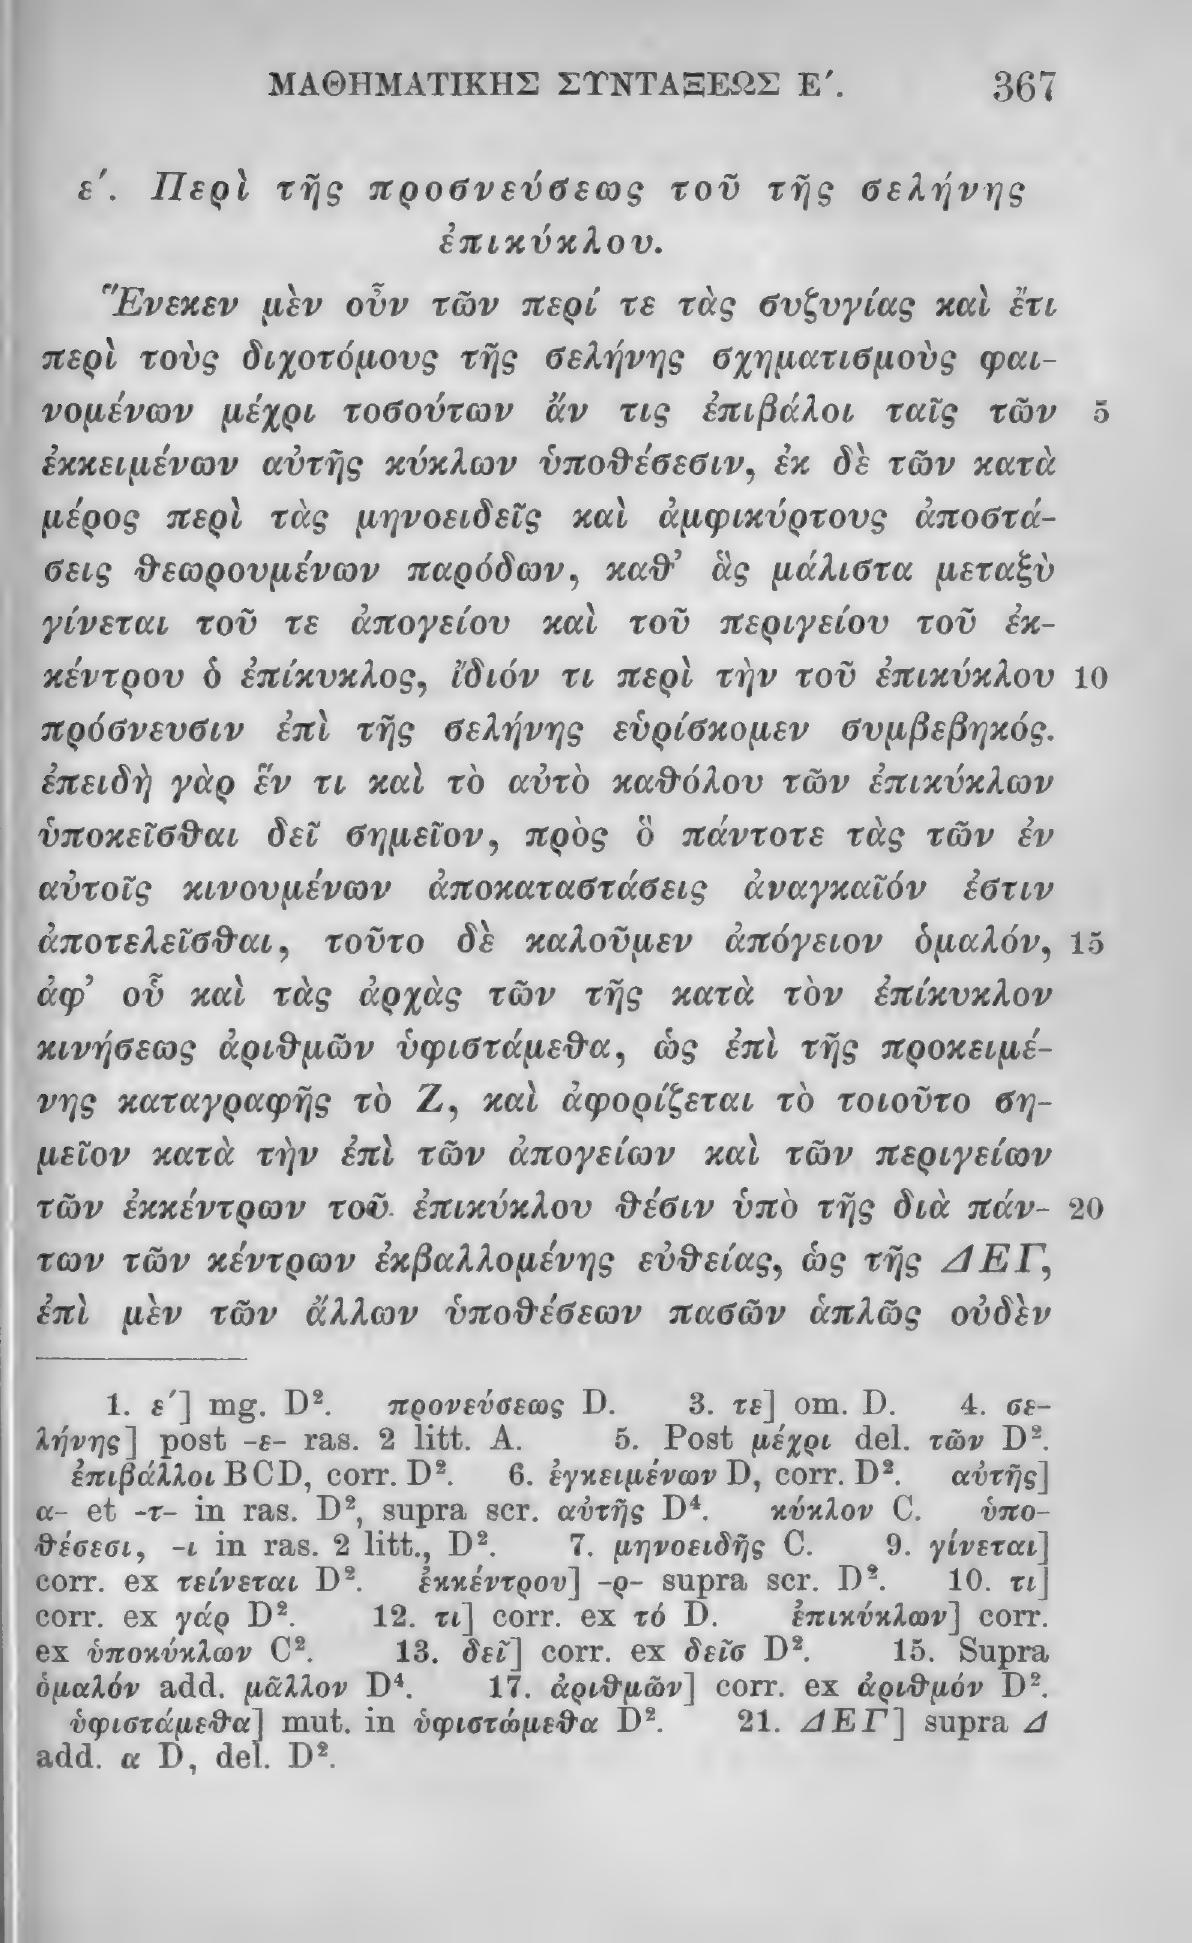 ΜΑΘΗΜΑΤΙΚΗΣ ΣΥΝΤΑΞΕΩΣ Ε΄. 367
ε΄. Περὶ τῆς προσνεύσεως τοῦ τῆς σελήνης
ἐπικύκλου.
Ἕνεκεν μὲν οὖν τῶν περί τε τὰς συζυγίας καὶ ἔτι
περὶ τοὺς διχοτόμους τῆς σελήνης σχηματισμοὺς φαι-
νομένων μέχρι τοσούτων ἄν τις ἐπιβάλοι ταῖς τῶν 5
ἐκκειμένων αὐτῆς κύκλων ὑποθέσεσιν, ἐκ δὲ τῶν κατὰ
μέρος περὶ τὰς μηνοειδεῖς καὶ ἀμφικύρτους ἀποστά-
σεις θεωρουμένων παρόδων, καθ' ἃς μάλιστα μεταξὺ
γίνεται τοῦ τε ἀπογείου καὶ τοῦ περιγείου τοῦ ἐκ-
κέντρου ὁ ἐπίκυκλος, ἴδιόν τι περὶ τὴν τοῦ ἐπικύκλου 10
πρόσνευσιν ἐπὶ τῆς σελήνης εὑρίσκομεν συμβεβηκός.
ἐπειδὴ γὰρ ἕν τι καὶ τὸ αὐτὸ καθόλου τῶν ἐπικύκλων
ὑποκεῖσθαι δεῖ σημεῖον, πρὸς ὃ πάντοτε τὰς τῶν ἐν
αὐτοῖς κινουμένων ἀποκαταστάσεις ἀναγκαῖόν ἐστιν
ἀποτελεῖσθαι, τοῦτο δὲ καλοῦμεν ἀπόγειον ὁμαλόν, 15
ἀφ' οὗ καὶ τὰς ἀρχὰς τῶν τῆς κατὰ τὸν ἐπίκυκλον
κινήσεως ἀριθμῶν ὑφιστάμεθα, ὡς ἐπὶ τῆς προκειμέ-
νης καταγραφῆς τὸ Ζ, καὶ ἀφορίζεται τὸ τοιοῦτο ση-
μεῖον κατὰ τὴν ἐπὶ τῶν ἀπογείων καὶ τῶν περιγείων
τῶν ἐκκέντρων τοῦ ἐπικύκλου θέσιν ὑπὸ τῆς διὰ πάν- 20
των τῶν κέντρων ἐκβαλλομένης εὐθείας, ὡς τῆς ΔΕΓ,
ἐπὶ μὲν τῶν ἄλλων ὑποθέσεων πασῶν ἁπλῶς οὐδὲν
1. ε΄] mg. D². προνεύσεως D. 3. τε] om. D. 4. σε-
λήνης] post -ε- ras. 2 litt. A. 5. Post μέχρι del. τῶν D².
ἐπιβάλλοι BCD, corr. D². 6. ἐγκειμένων D, corr. D². αὐτῆς]
α- et -τ- in ras. D², supra scr. αὐτῆς D⁴. κύκλον C. ὑπο-
θέσεσι, -ι in ras. 2 litt., D². 7. μηνοειδῆς C. 9. γίνεται]
corr. ex τείνεται D². ἐκκέντρου] -ρ- supra scr. D². 10. τι]
corr. ex γάρ D². 12. τι] corr. ex τό D. ἐπικύκλων] corr.
ex ὑποκύκλων C². 13. δεῖ] corr. ex δεῖσ D². 15. Supra
ὁμαλόν add. μᾶλλον D⁴. 17. ἀριθμῶν] corr. ex ἀριθμόν D².
ὑφιστάμεθα] mut. in ὑφιστώμεθα D². 21. ΔΕΓ] supra Δ
add. α D, del. D².